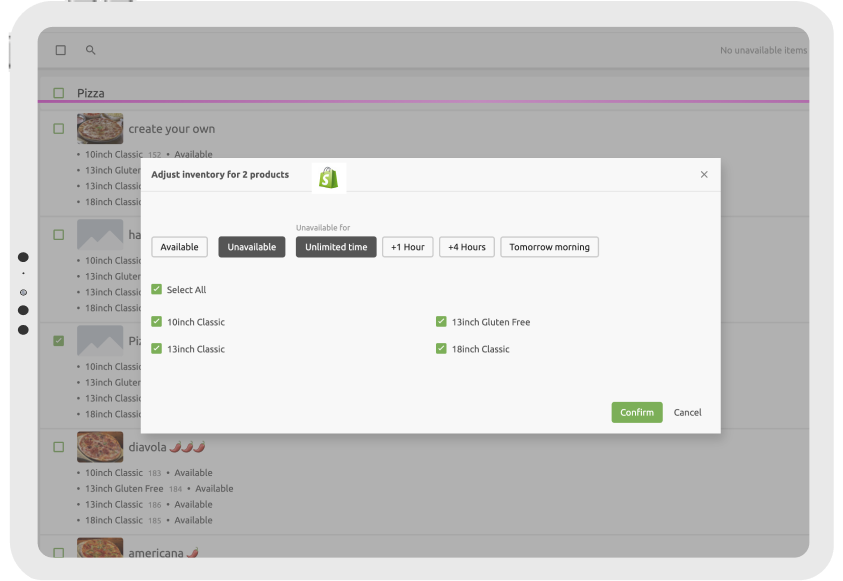 No unavailable items
Pizza
create your own
• 10inch Classic 152 • Available
• 13inch Gluten
• 13inch Classic
• 18inch Classic
Adjust inventory for 2 products
Unavailable for
Available
Unavailable
Unlimited time
+1 Hour
+4 Hours
Tomorrow morning
Select All
10inch Classic
13inch Gluten Free
13inch Classic
18inch Classic
Confirm
Cancel
ha
• 10inch Classic
• 13inch Gluten
• 13inch Classic
• 18inch Classic
• 10inch Classic
• 13inch Gluten
• 13inch Classic
• 18inch Classic
diavola 🌶️🌶️🌶️
• 10inch Classic 183 • Available
• 13inch Gluten Free 184 • Available
• 13inch Classic 186 • Available
• 18inch Classic 185 • Available
americana 🌶️